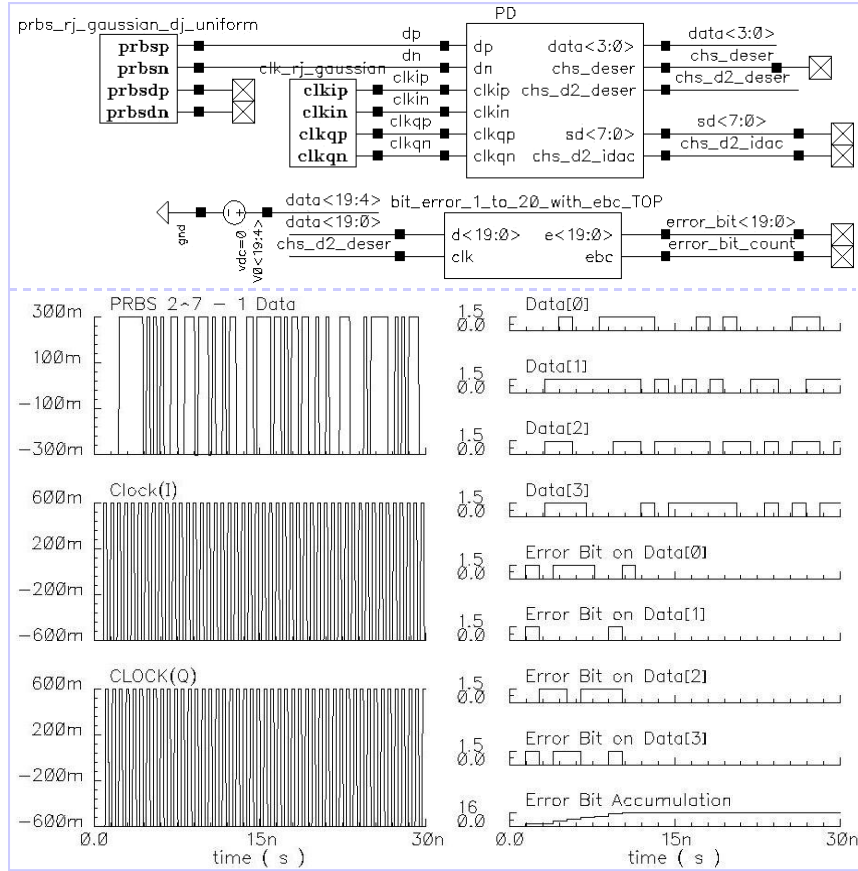 prbs_rj_gaussian_dj_uniform
PD
prbsp
prbsn
prbsdp
prbsdn
clk_rj_gaussian
clkip
clkin
clkqp
clkqn
dp
dn
clkip
clkin
clkqp
clkqn
dp
dn
clkip
clkin
clkqp
clkqn
data<3:0>
chs_deser
chs_d2_deser
sd<7:0>
chs_d2_idac
data<3:0>
chs_deser
chs_d2_deser
sd<7:0>
chs_d2_idac
gnd
vdc=0
V0<19:4>
data<19:4>
data<19:0>
chs_d2_deser
bit_error_1_to_20_with_ebc_TOP
d<19:0>
clk
e<19:0>
ebc
error_bit<19:0>
error_bit_count
PRBS 2^7 - 1 Data
300m
100m
-100m
-300m
Clock(I)
600m
200m
-200m
-600m
CLOCK(Q)
600m
200m
-200m
-600m
0.0
15n
30n
time ( s )
Data[0]
1.5
0.0
Data[1]
1.5
0.0
Data[2]
1.5
0.0
Data[3]
1.5
0.0
Error Bit on Data[0]
1.5
0.0
Error Bit on Data[1]
1.5
0.0
Error Bit on Data[2]
1.5
0.0
Error Bit on Data[3]
1.5
0.0
Error Bit Accumulation
16
0.0
0.0
15n
30n
time ( s )